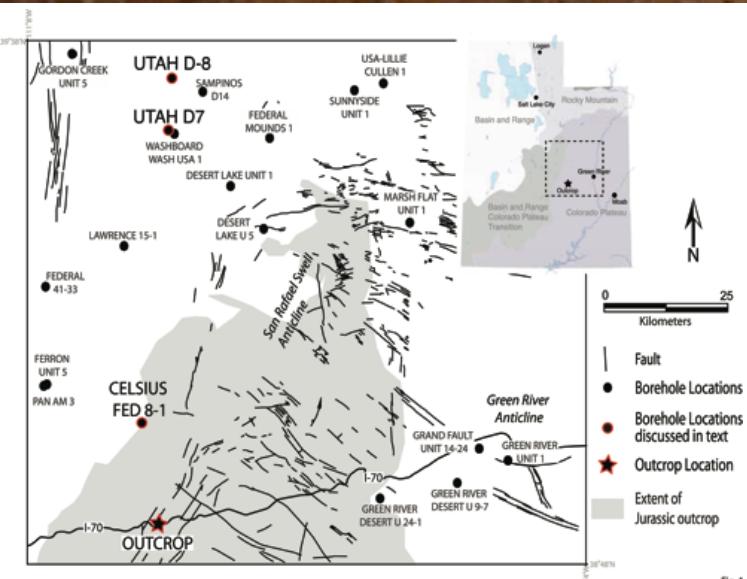 39°50'N
111°8'W
GORDON CREEK
UNIT 5
UTAH D-8
SAMPINOS
D14
USA-LILLIE
CULLEN 1
SUNNYSIDE
UNIT 1
UTAH D7
WASHBOARD
WASH USA 1
FEDERAL
MOUNDS 1
DESERT LAKE UNIT 1
MARSH FLAT
UNIT 1
DESERT
LAKE U 5
LAWRENCE 15-1
FEDERAL
41-33
San Rafael Swell
Anticline
FERRON
UNIT 5
PAN AM 3
CELSIUS
FED 8-1
Green River
Anticline
GRAND FAULT
UNIT 14-24
GREEN RIVER
UNIT 1
I-70
GREEN RIVER
DESERT U 24-1
GREEN RIVER
DESERT U 9-7
I-70
OUTCROP
38°48'N
Logan
Salt Lake City
Rocky Mountain
Basin and Range
Green River
Outcrop
Moab
Basin and Range
Colorado Plateau
Transition
Colorado Plateau
N
0
25
Kilometers
Fault
Borehole Locations
Borehole Locations
discussed in text
Outcrop Location
Extent of
Jurassic outcrop